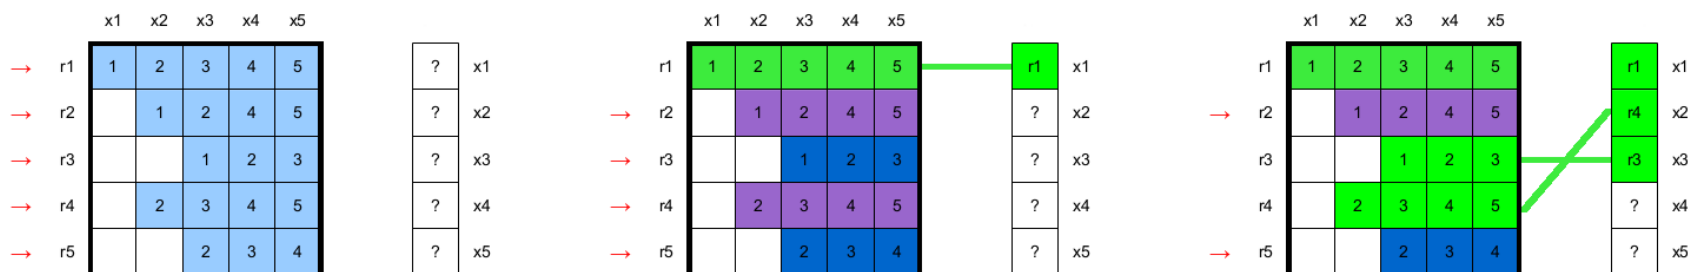 x1 x2 x3 x4 x5 x1 x2 x3 x4 x5 x1 x2 x3 x4 x5
→ r1 1 2 3 4 5 ? x1 r1 1 2 3 4 5 r1 x1 r1 1 2 3 4 5 r1 x1
→ r2 1 2 4 5 ? x2 → r2 1 2 4 5 ? x2 → r2 1 2 4 5 r4 x2
→ r3 1 2 3 ? x3 → r3 1 2 3 ? x3 r3 1 2 3 r3 x3
→ r4 2 3 4 5 ? x4 → r4 2 3 4 5 ? x4 r4 2 3 4 5 ? x4
→ r5 2 3 4 ? x5 → r5 2 3 4 ? x5 → r5 2 3 4 ? x5